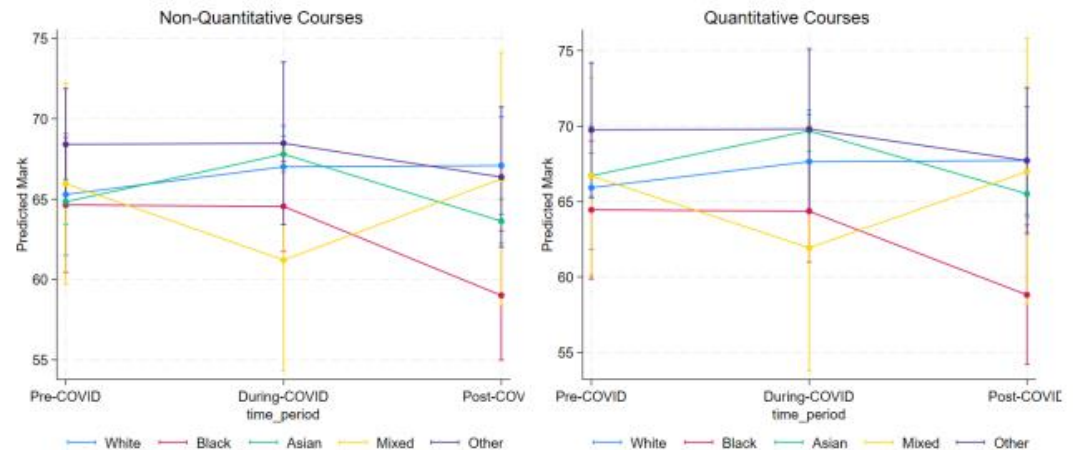 Non-Quantitative Courses
75
70
65
60
55
Predicted Mark
Pre-COVID During-COVID Post-COV
time_period
White Black Asian Mixed Other
Quantitative Courses
75
70
65
60
55
Predicted Mark
Pre-COVID During-COVID Post-COVID
time_period
White Black Asian Mixed Other